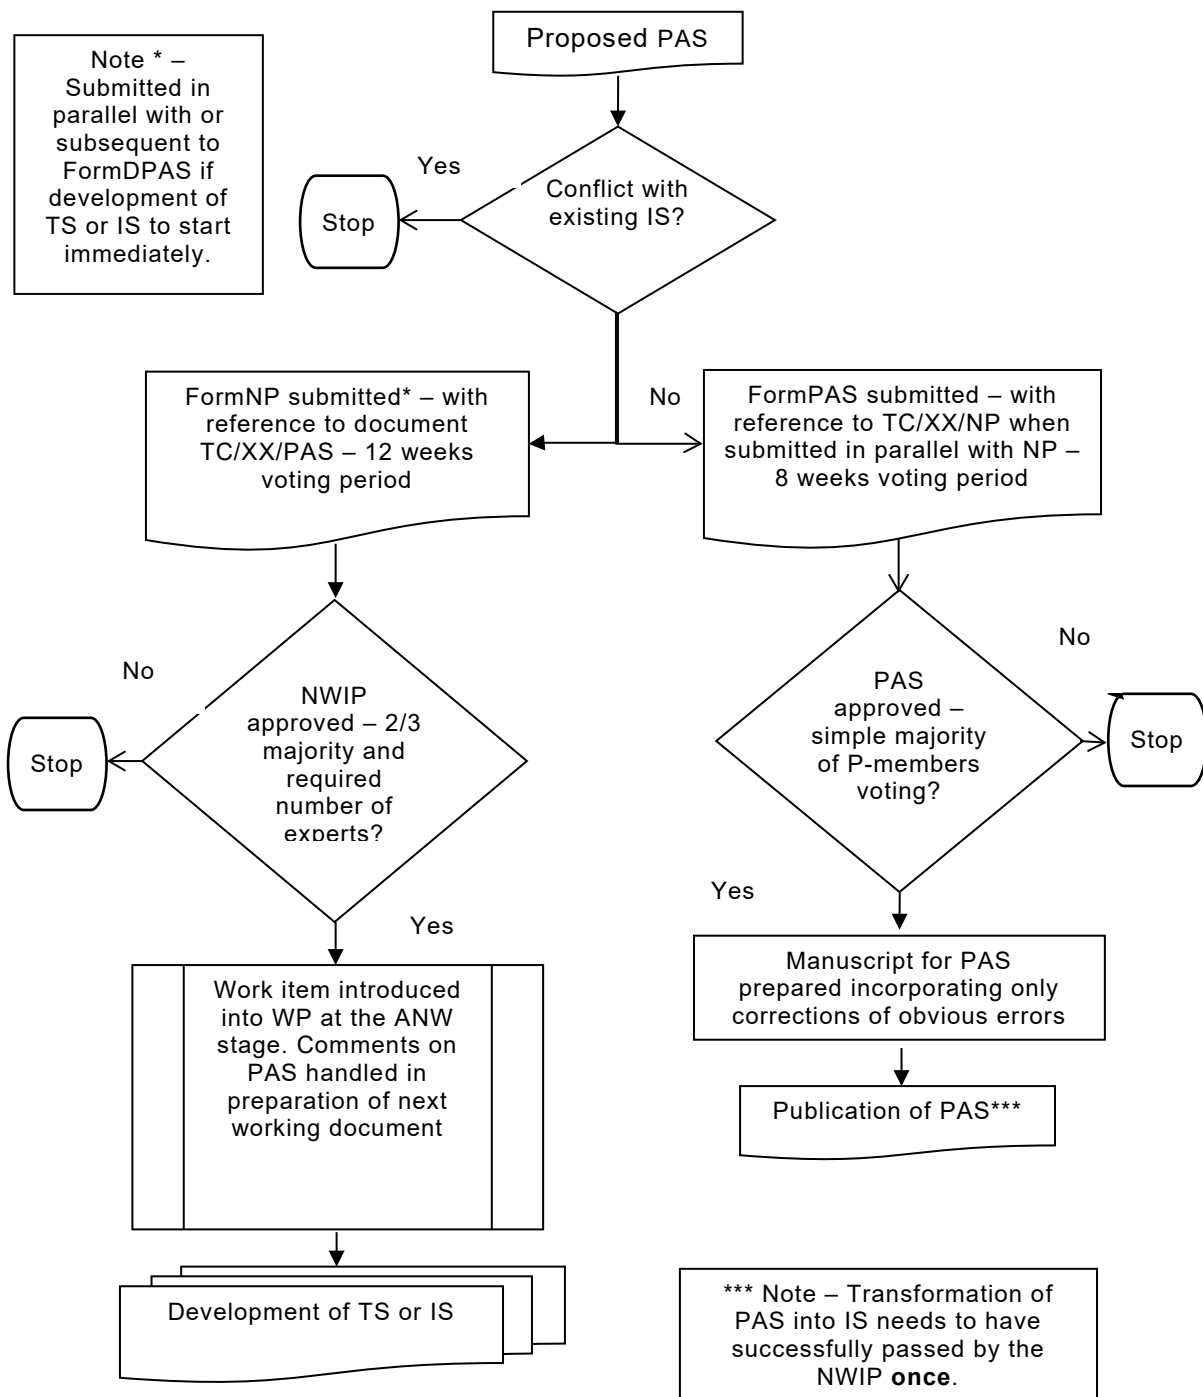 Proposed PAS
Note * –
Submitted in
parallel with or
subsequent to
FormDPAS if
development of
TS or IS to start
immediately.
Yes
Conflict with
existing IS?
Stop
FormNP submitted* – with
reference to document
TC/XX/PAS – 12 weeks
voting period
No
FormPAS submitted – with
reference to TC/XX/NP when
submitted in parallel with NP –
8 weeks voting period
No
NWIP
approved – 2/3
majority and
required
number of
experts?
Stop
No
PAS
approved –
simple majority
of P-members
voting?
Stop
Yes
Yes
Work item introduced
into WP at the ANW
stage. Comments on
PAS handled in
preparation of next
working document
Manuscript for PAS
prepared incorporating only
corrections of obvious errors
Publication of PAS***
Development of TS or IS
*** Note – Transformation of
PAS into IS needs to have
successfully passed by the
NWIP once.